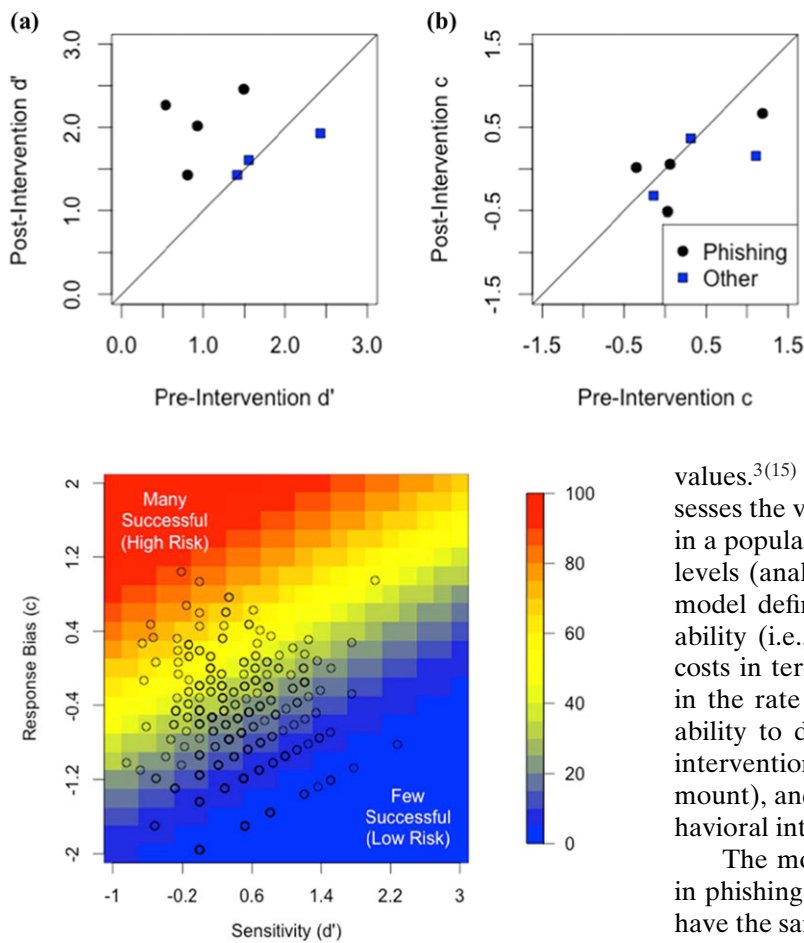 (a)
Post-Intervention d'
3.0
2.0
1.0
0.0
0.0 1.0 2.0 3.0
Pre-Intervention d'
(b)
Post-Intervention c
1.5
0.5
-0.5
-1.5
Phishing
Other
-1.5 -0.5 0.5 1.5
Pre-Intervention c
Response Bias (c)
2
1.2
0.4
-0.4
-1.2
-2
Many
Successful
(High Risk)
Few
Successful
(Low Risk)
-1 -0.2 0.6 1.4 2.2 3
Sensitivity (d')
100
80
60
40
20
0
values.3(15)
sesses the v
in a popula
levels (anal
model defin
ability (i.e.,
costs in terr
in the rate
ability to d
intervention
mount), and
havioral int
The mo
in phishing
have the sa